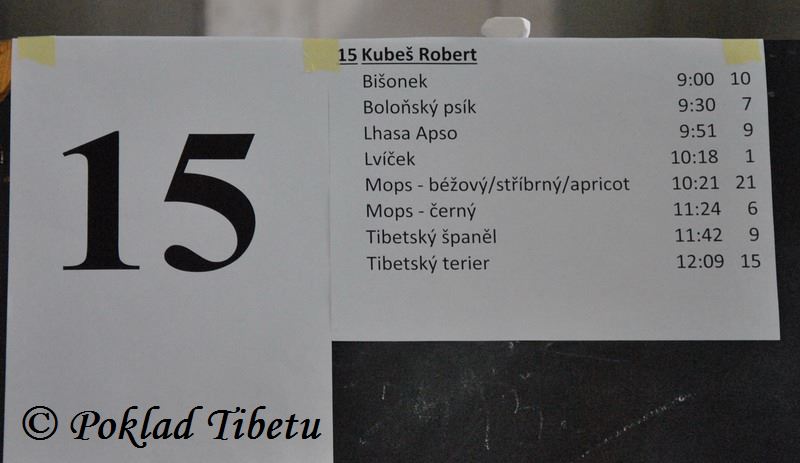 15
15 Kubeš Robert
Bišonek 9:00 10
Boloňský psík 9:30 7
Lhasa Apso 9:51 9
Lvíček 10:18 1
Mops - béžový/stříbrný/apricot 10:21 21
Mops - černý 11:24 6
Tibetský španěl 11:42 9
Tibetský terier 12:09 15
© Poklad Tibetu